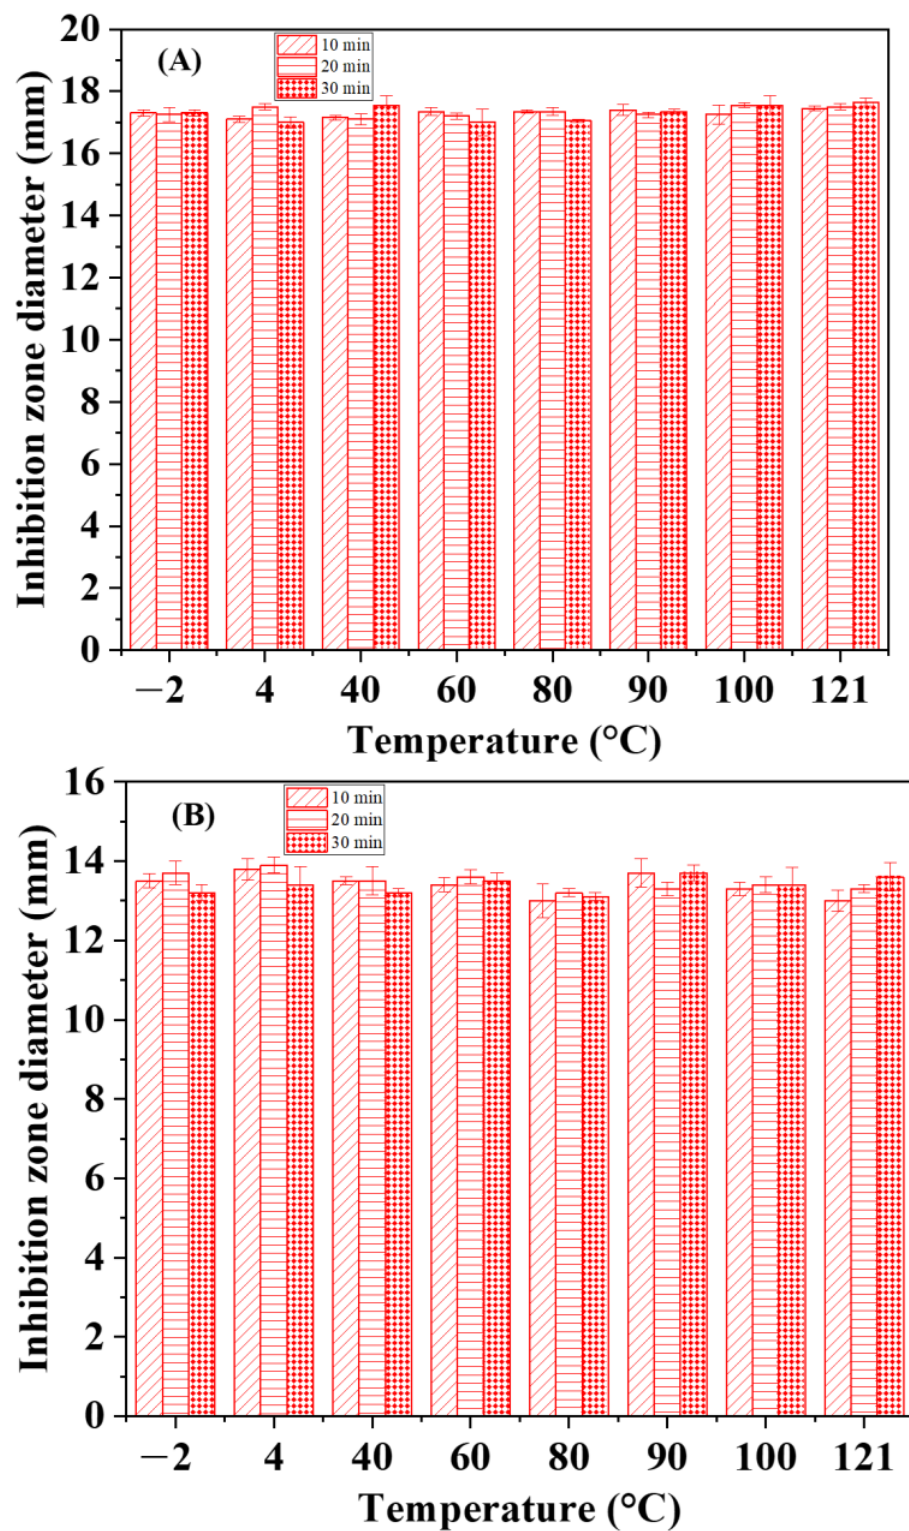 (A)
10 min
20 min
30 min
20
18
16
14
12
10
8
6
4
2
0
Inhibition zone diameter (mm)
−2 4 40 60 80 90 100 121
Temperature (°C)
(B)
10 min
20 min
30 min
16
14
12
10
8
6
4
2
0
Inhibition zone diameter (mm)
−2 4 40 60 80 90 100 121
Temperature (°C)